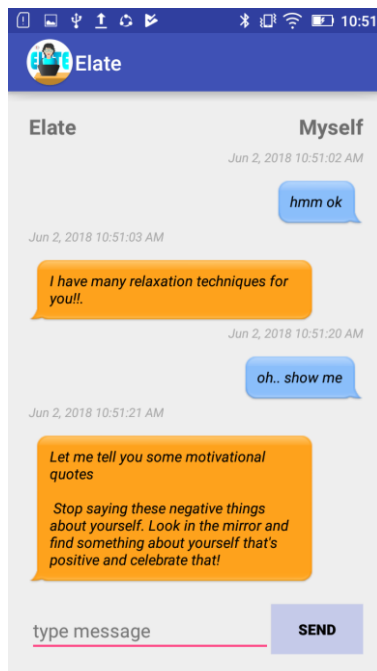 10:51
Elate
Elate Myself
Jun 2, 2018 10:51:02 AM
hmm ok
Jun 2, 2018 10:51:03 AM
I have many relaxation techniques for
you!!.
Jun 2, 2018 10:51:20 AM
oh.. show me
Jun 2, 2018 10:51:21 AM
Let me tell you some motivational
quotes
Stop saying these negative things
about yourself. Look in the mirror and
find something about yourself that's
positive and celebrate that!
type message
SEND